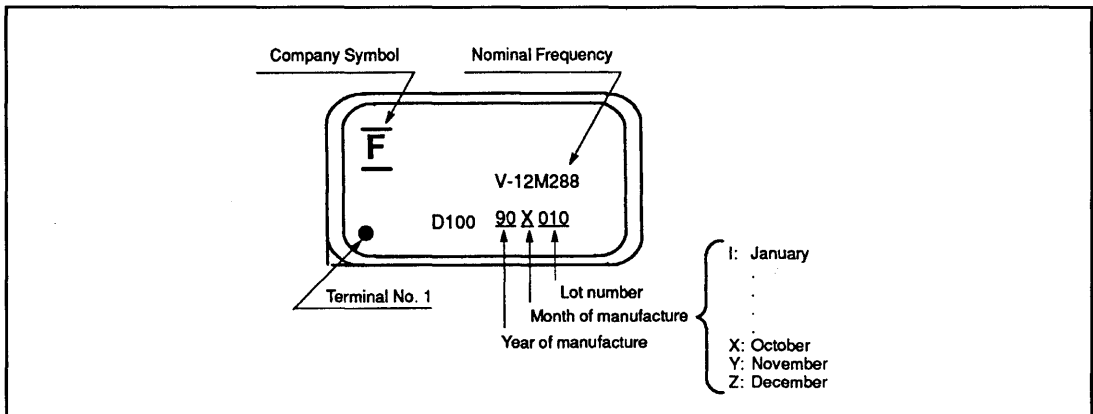 Company Symbol
Nominal Frequency
F
V-12M288
D100 90 X 010
Terminal No. 1
Lot number
Month of manufacture
Year of manufacture
I: January
X: October
Y: November
Z: December